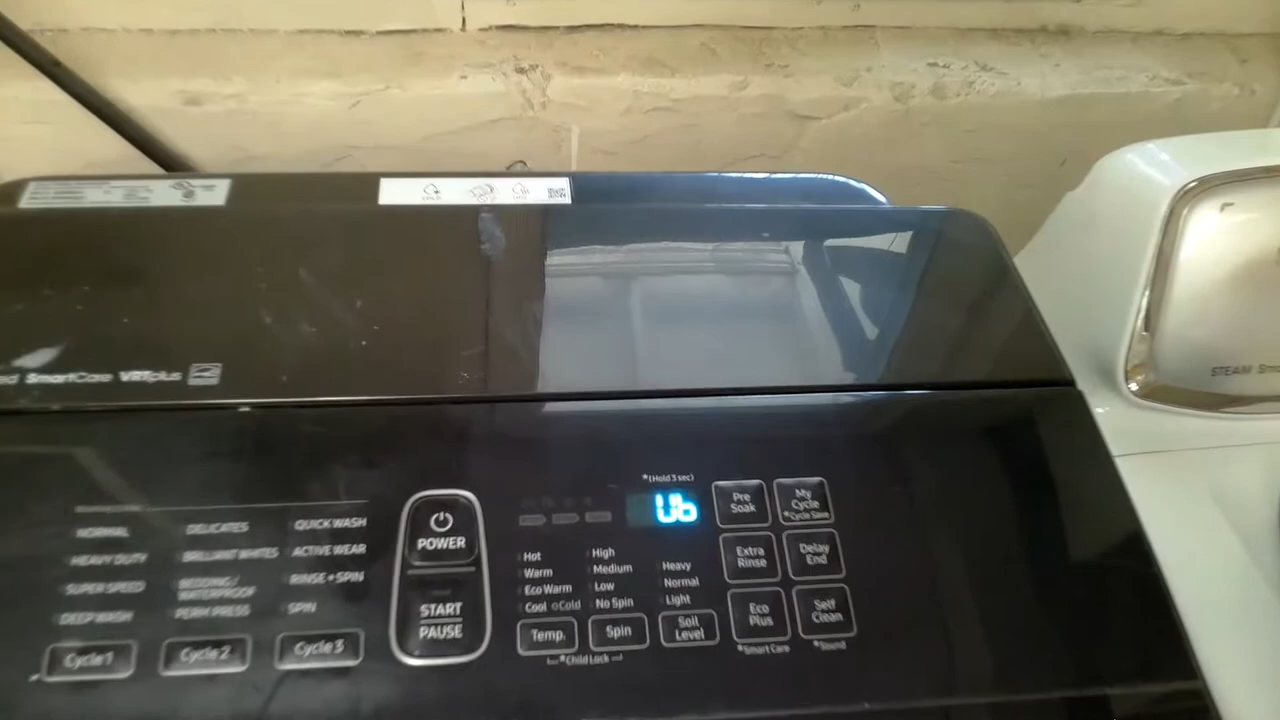 SmartCare VRTplus
STEAM
*(Hold 3 sec)
Ub
NORMAL
HEAVY DUTY
SUPER SPEED
DEEP WASH
Cycle 1
DELICATES
BRILLIANT WHITES
BEDDING /
WATERPROOF
PERM PRESS
Cycle 2
QUICK WASH
ACTIVE WEAR
RINSE + SPIN
SPIN
Cycle 3
POWER
START
PAUSE
Hot
Warm
Eco Warm
Cool Cold
Temp.
High
Medium
Low
No Spin
Spin
*Child Lock
Heavy
Normal
Light
Soil
Level
Pre
Soak
Extra
Rinse
Eco
Plus
*Smart Care
My
Cycle
*Cycle Save
Delay
End
Self
Clean
*Sound